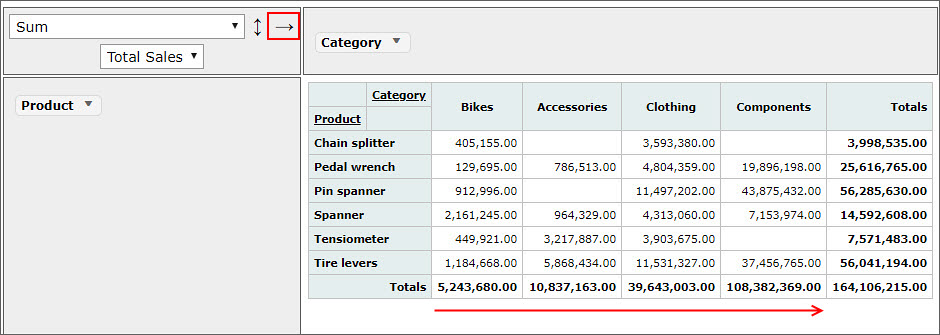 Sum ▼ ↕ →
Total Sales ▼
Category ▼
Product ▼
Category Bikes Accessories Clothing Components Totals
Product
Chain splitter 405,155.00 3,593,380.00 3,998,535.00
Pedal wrench 129,695.00 786,513.00 4,804,359.00 19,896,198.00 25,616,765.00
Pin spanner 912,996.00 11,497,202.00 43,875,432.00 56,285,630.00
Spanner 2,161,245.00 964,329.00 4,313,060.00 7,153,974.00 14,592,608.00
Tensiometer 449,921.00 3,217,887.00 3,903,675.00 7,571,483.00
Tire levers 1,184,668.00 5,868,434.00 11,531,327.00 37,456,765.00 56,041,194.00
Totals 5,243,680.00 10,837,163.00 39,643,003.00 108,382,369.00 164,106,215.00